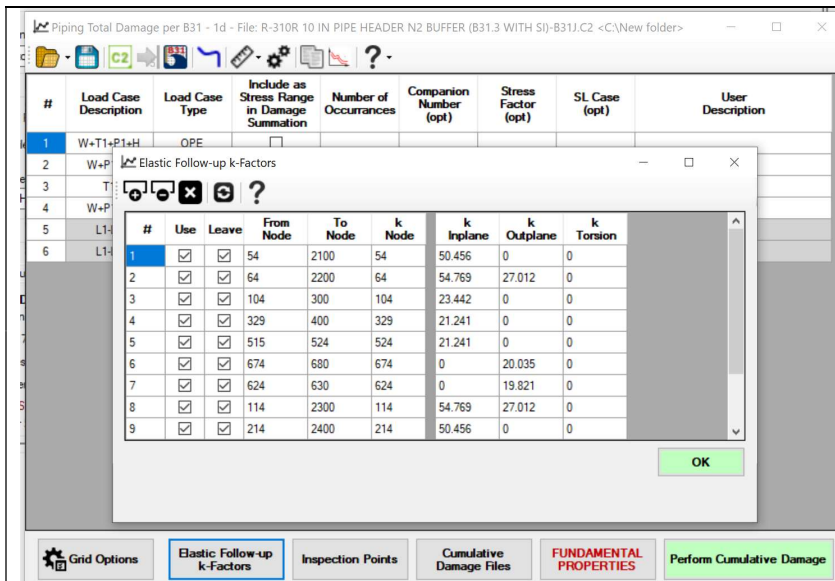 Piping Total Damage per B31 - 1d - File: R-310R 10 IN PIPE HEADER N2 BUFFER (B31.3 WITH SI)-B31J.C2 <C:\New folder>
C2 B31 ?
# Load Case Description Load Case Type Include as Stress Range in Damage Summation Number of Occurrances Companion Number (opt) Stress Factor (opt) SL Case (opt) User Description
1 W+T1+P1+H OPE
2 W+P
3 T
4 W+P
5 L1-
6 L1-
Elastic Follow-up k-Factors
?
# Use Leave From Node To Node k Node k Inplane k Outplane k Torsion
1 54 2100 54 50.456 0 0
2 64 2200 64 54.769 27.012 0
3 104 300 104 23.442 0 0
4 329 400 329 21.241 0 0
5 515 524 524 21.241 0 0
6 674 680 674 0 20.035 0
7 624 630 624 0 19.821 0
8 114 2300 114 54.769 27.012 0
9 214 2400 214 50.456 0 0
OK
Grid Options Elastic Follow-up k-Factors Inspection Points Cumulative Damage Files FUNDAMENTAL PROPERTIES Perform Cumulative Damage